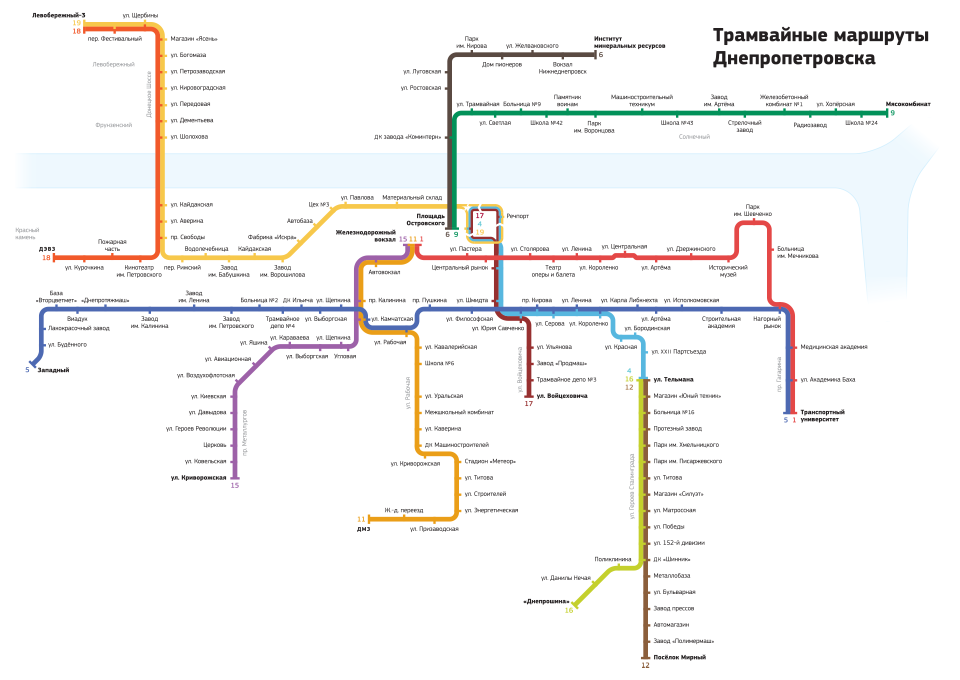 Трамвайные маршруты
Днепропетровска
Левобережный-3
19
18
ул. Щербины
пер. Фестивальный
Магазин «Ясень»
ул. Богомаза
Левобережный
ул. Петрозаводская
Донецкое Шоссе
ул. Кировоградская
ул. Передовая
Фрунзенский
ул. Дементьева
ул. Шолохова
ул. Кайдакская
ул. Аверина
Красный
камень
пр. Свободы
ДЭВЗ
18
Пожарная
часть
ул. Курочкина
Кинотеатр
им. Петровского
пер. Римский
Водолечебница
Завод
им. Бабушкина
Кайдакская
Завод
им. Ворошилова
Фабрика «Искра»
Автобаза
Цех №3
ул. Павлова
Материальный склад
Парк
им. Кирова
ул. Желваковского
Институт
минеральных ресурсов
6
Дом пионеров
Вокзал
Нижнеднепровск
ул. Луговская
ул. Ростовская
ДК завода «Коминтерн»
ул. Трамвайная
Больница №9
Памятник
воинам
Машиностроительный
техникум
Завод
им. Артёма
Железобетонный
комбинат №1
ул. Хопёрская
Мясокомбинат
9
ул. Светлая
Школа №42
Парк
им. Воронцова
Школа №43
Стрелочный
завод
Радиозавод
Школа №24
Солнечный
Площадь
Островского
6 9
17
4
19
Речпорт
Железнодорожный
вокзал
15 11 1
Автовокзал
ул. Пастера
Центральный рынок
ул. Столярова
Театр
оперы и балета
ул. Ленина
ул. Короленко
ул. Центральная
ул. Артёма
ул. Дзержинского
Исторический
музей
Парк
им. Шевченко
Больница
им. Мечникова
База
«Вторцветмет»
«Днепротяжмаш»
Завод
им. Ленина
Больница №2
ДК Ильича
ул. Щепкина
пр. Калинина
пр. Пушкина
ул. Шмидта
пр. Кирова
ул. Ленина
ул. Карла Либкнехта
ул. Исполкомовская
Виадук
Лакокрасочный завод
ул. Будённого
5
Западный
Завод
им. Калинина
Завод
им. Петровского
Трамвайное
депо №4
ул. Выборгская
ул. Камчатская
ул. Рабочая
ул. Философская
ул. Юрия Савченко
ул. Серова
ул. Короленко
ул. Бородинская
ул. Артёма
Строительная
академия
Нагорный
рынок
ул. Яшина
ул. Караваева
ул. Щепкина
ул. Выборгская
Угловая
ул. Авиационная
ул. Воздухофлотская
ул. Киевская
ул. Давыдова
ул. Героев Революции
Церковь
ул. Ковельская
ул. Криворожская
15
пр. Металлургов
ул. Кавалерийская
Школа №6
ул. Уральская
Межшкольный комбинат
ул. Каверина
ДК Машиностроителей
ул. Рабочая
ул. Криворожская
Стадион «Метеор»
ул. Титова
ул. Строителей
ул. Энергетическая
Ж.-д. переезд
11
ДМЗ
ул. Призаводская
ул. Войцеховича
ул. Ульянова
Завод «Продмаш»
Трамвайное депо №3
ул. Войцеховича
17
ул. Красная
ул. XXII Партсъезда
4
16
12
ул. Тельмана
Магазин «Юный техник»
Больница №16
Протезный завод
Парк им. Хмельницкого
Парк им. Писаржевского
ул. Титова
Магазин «Силуэт»
ул. Матросская
ул. Победы
ул. 152-й дивизии
ДК «Шинник»
Металлобаза
ул. Бульварная
Завод прессов
Автомагазин
Завод «Полимермаш»
Посёлок Мирный
12
ул. Героев Сталинграда
Поликлиника
ул. Данилы Нечая
«Днепрошина»
16
Медицинская академия
пр. Гагарина
ул. Академика Баха
Транспортный
университет
5 1